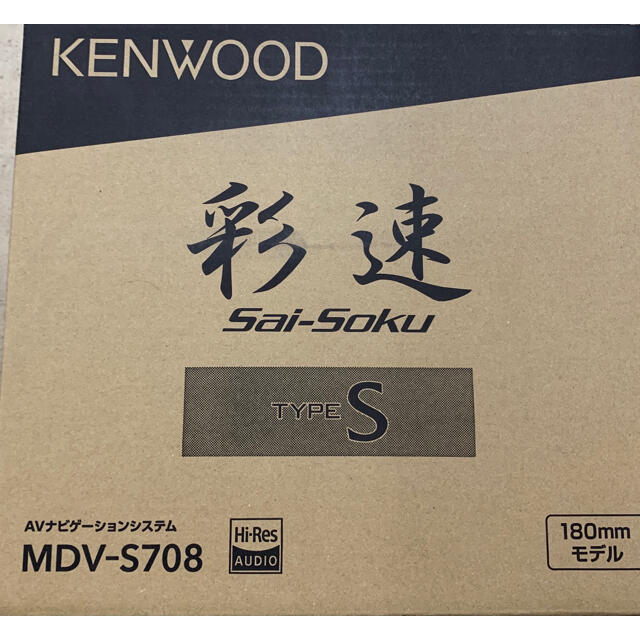 KENWOOD
彩速
Sai-Soku
TYPE S
AVナビゲーションシステム
MDV-S708
Hi-Res
AUDIO
180mm
モデル